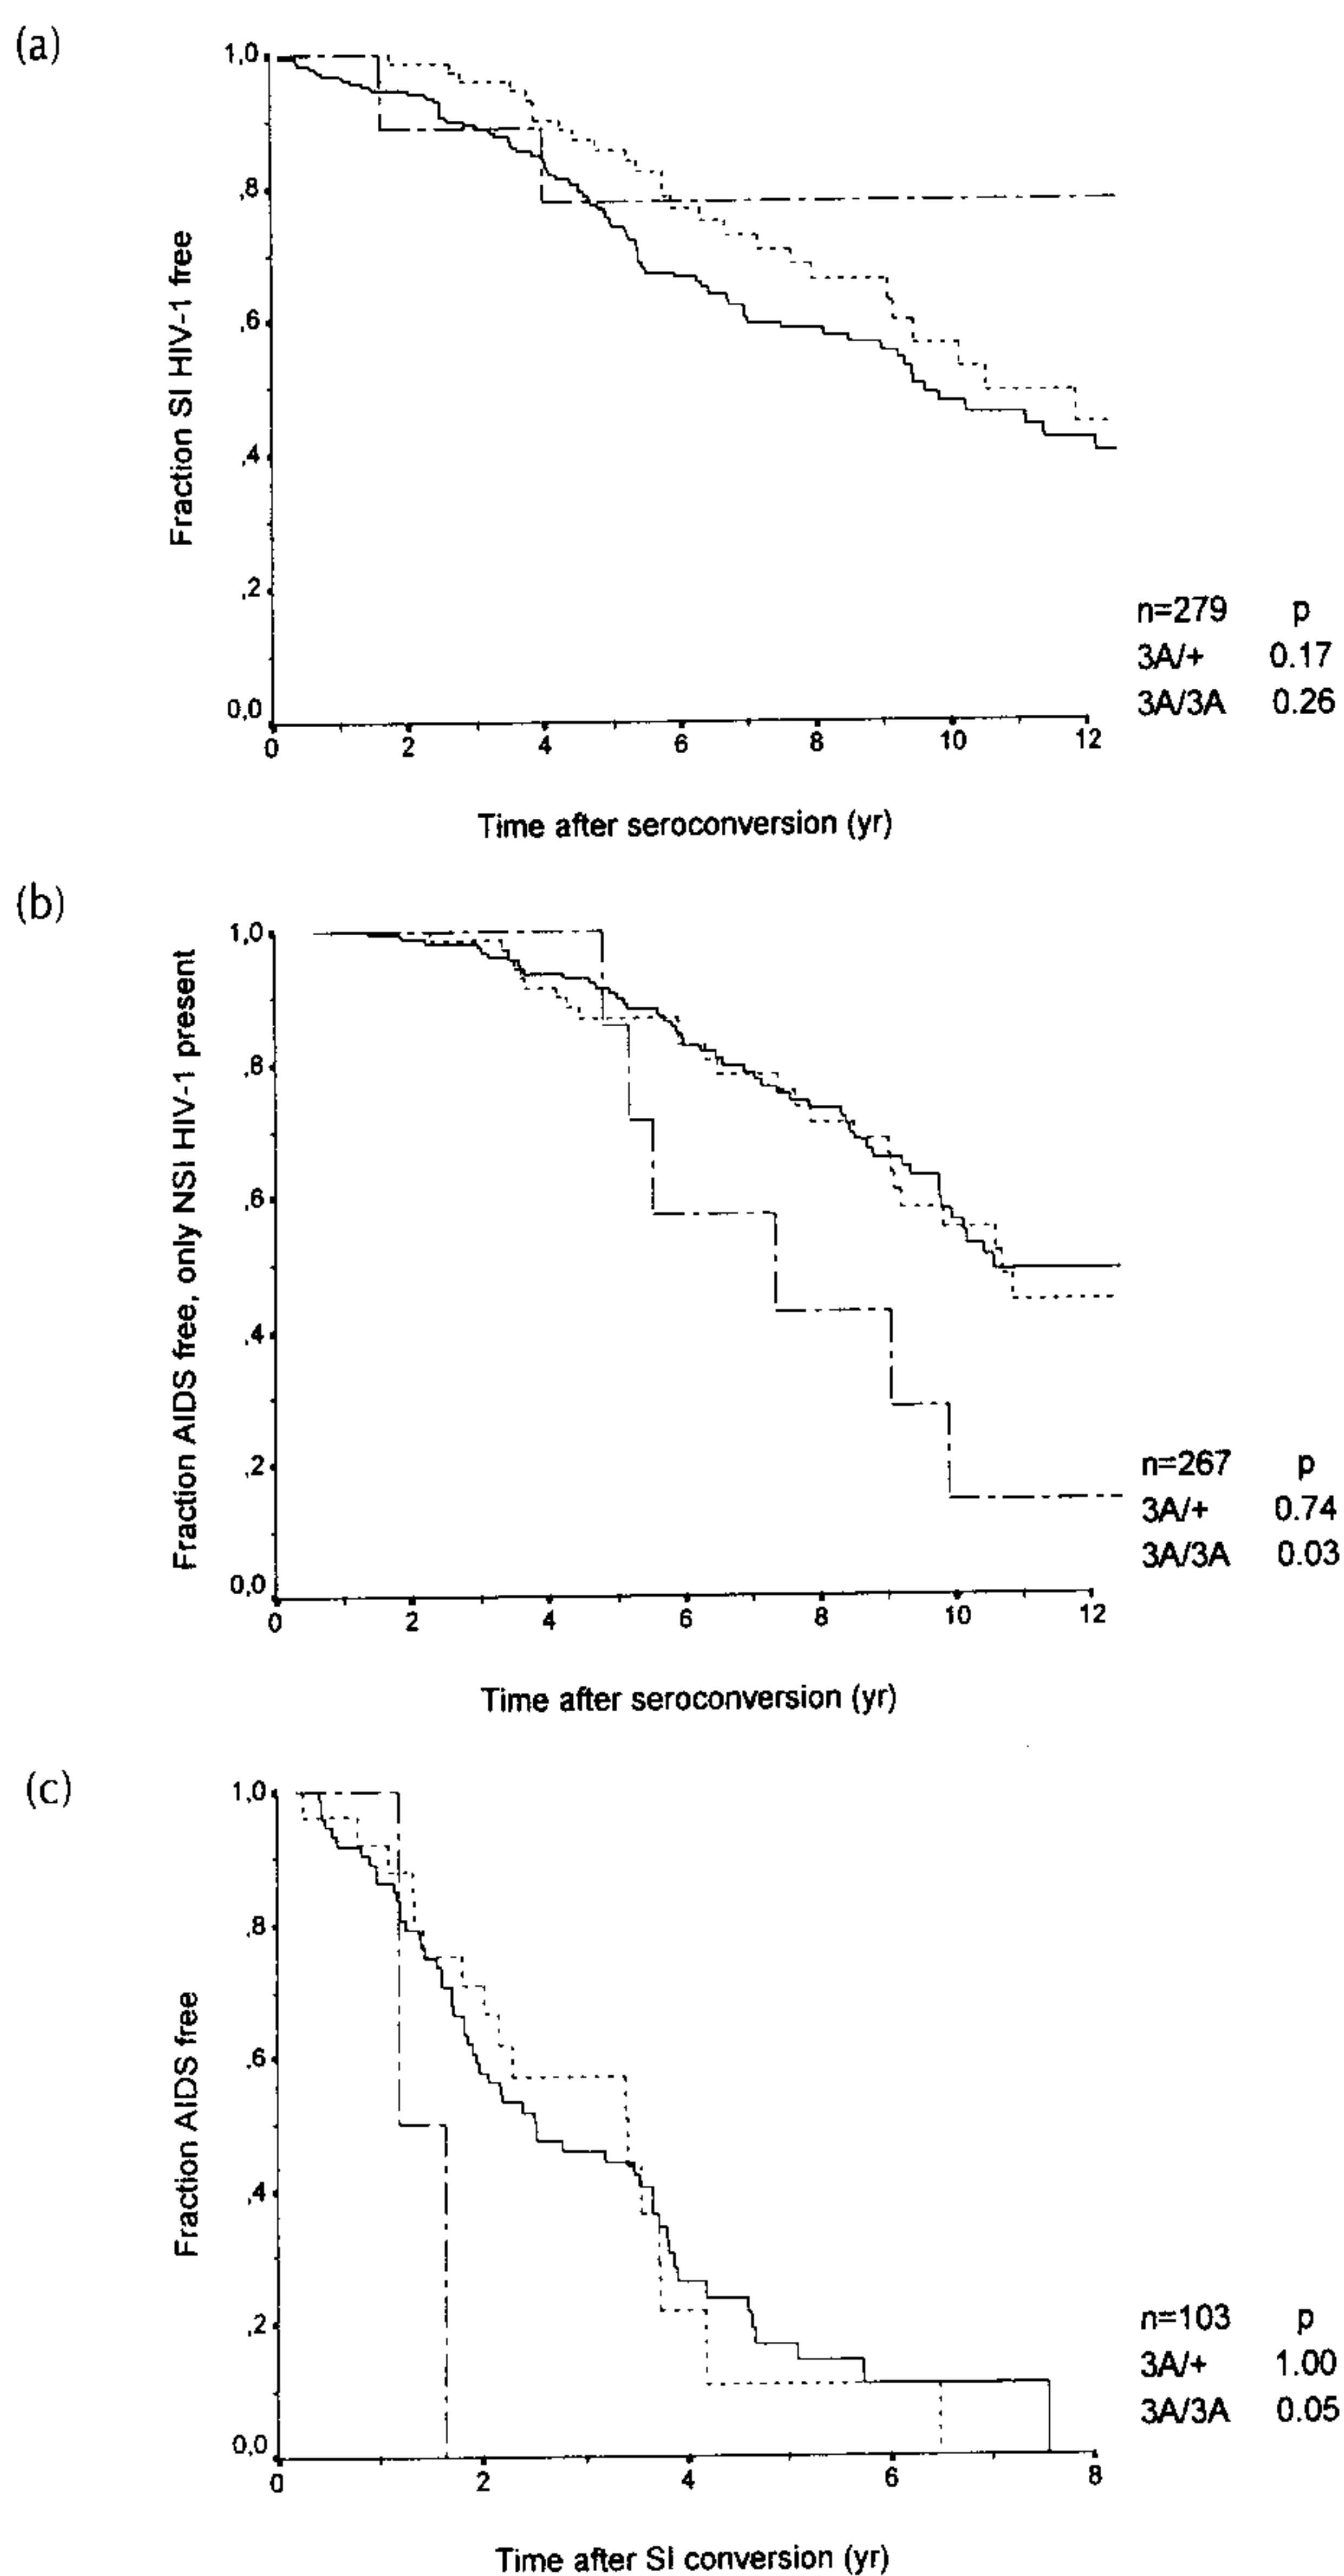 (a)
1,0
,8
,6
,4
,2
0,0
Fraction SI HIV-1 free
0 2 4 6 8 10 12
Time after seroconversion (yr)
n=279 p
3A/+ 0.17
3A/3A 0.26
(b)
1,0
,8
,6
,4
,2
0,0
Fraction AIDS free, only NSI HIV-1 present
0 2 4 6 8 10 12
Time after seroconversion (yr)
n=267 p
3A/+ 0.74
3A/3A 0.03
(c)
1,0
,8
,6
,4
,2
0,0
Fraction AIDS free
0 2 4 6 8
Time after SI conversion (yr)
n=103 p
3A/+ 1.00
3A/3A 0.05